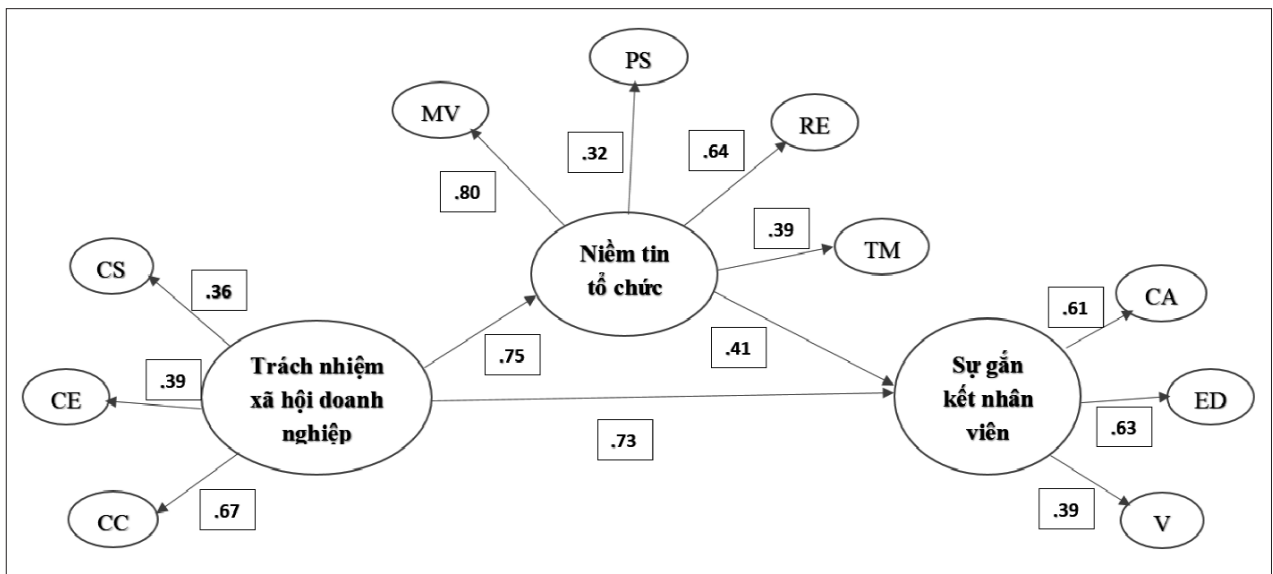 PS
MV
RE
.32
.64
.80
.39
TM
Niềm tin
tổ chức
CS
.36
CA
.61
.75
.41
Trách nhiệm
xã hội doanh
nghiệp
Sự gắn
kết nhân
viên
CE
.39
ED
.63
.73
CC
.67
.39
V